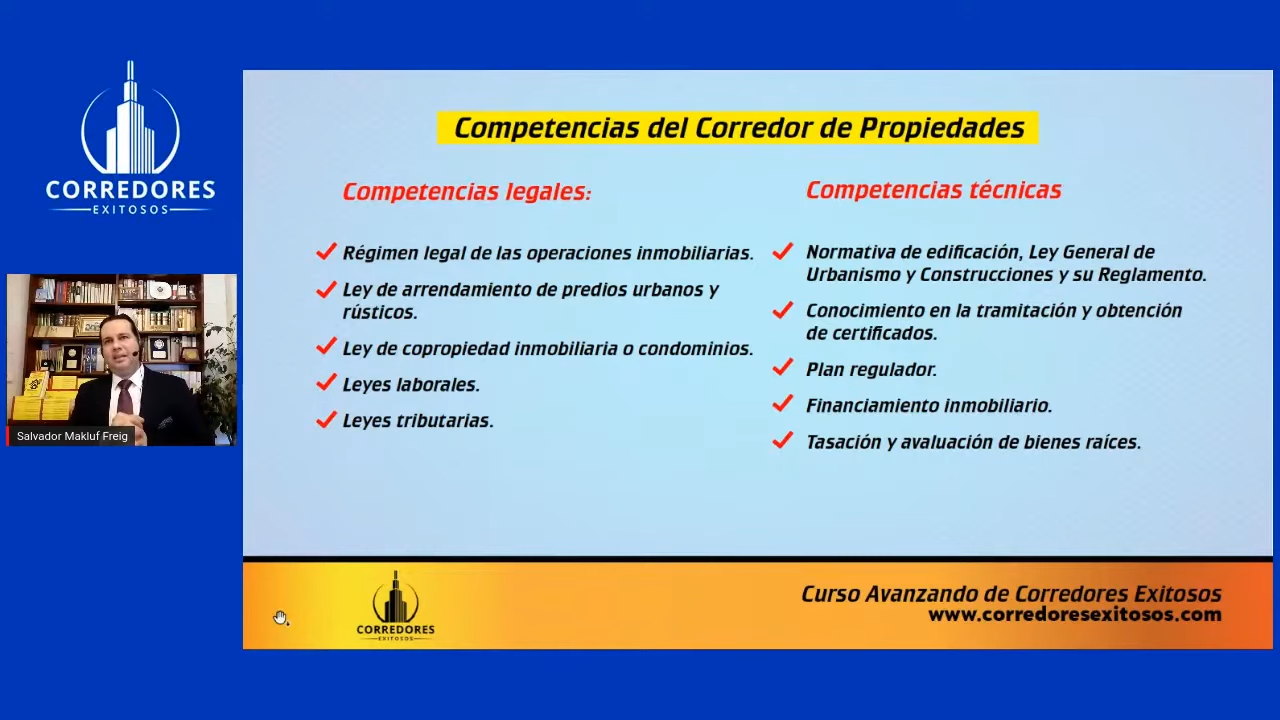 CORREDORES
EXITOSOS
Salvador Makluf Freig
Competencias del Corredor de Propiedades
Competencias legales:
Régimen legal de las operaciones inmobiliarias.
Ley de arrendamiento de predios urbanos y
rústicos.
Ley de copropiedad inmobiliaria o condominios.
Leyes laborales.
Leyes tributarias.
Competencias técnicas
Normativa de edificación, Ley General de
Urbanismo y Construcciones y su Reglamento.
Conocimiento en la tramitación y obtención
de certificados.
Plan regulador.
Financiamiento inmobiliario.
Tasación y avaluación de bienes raíces.
CORREDORES
EXITOSOS
Curso Avanzando de Corredores Exitosos
www.corredoresexitosos.com